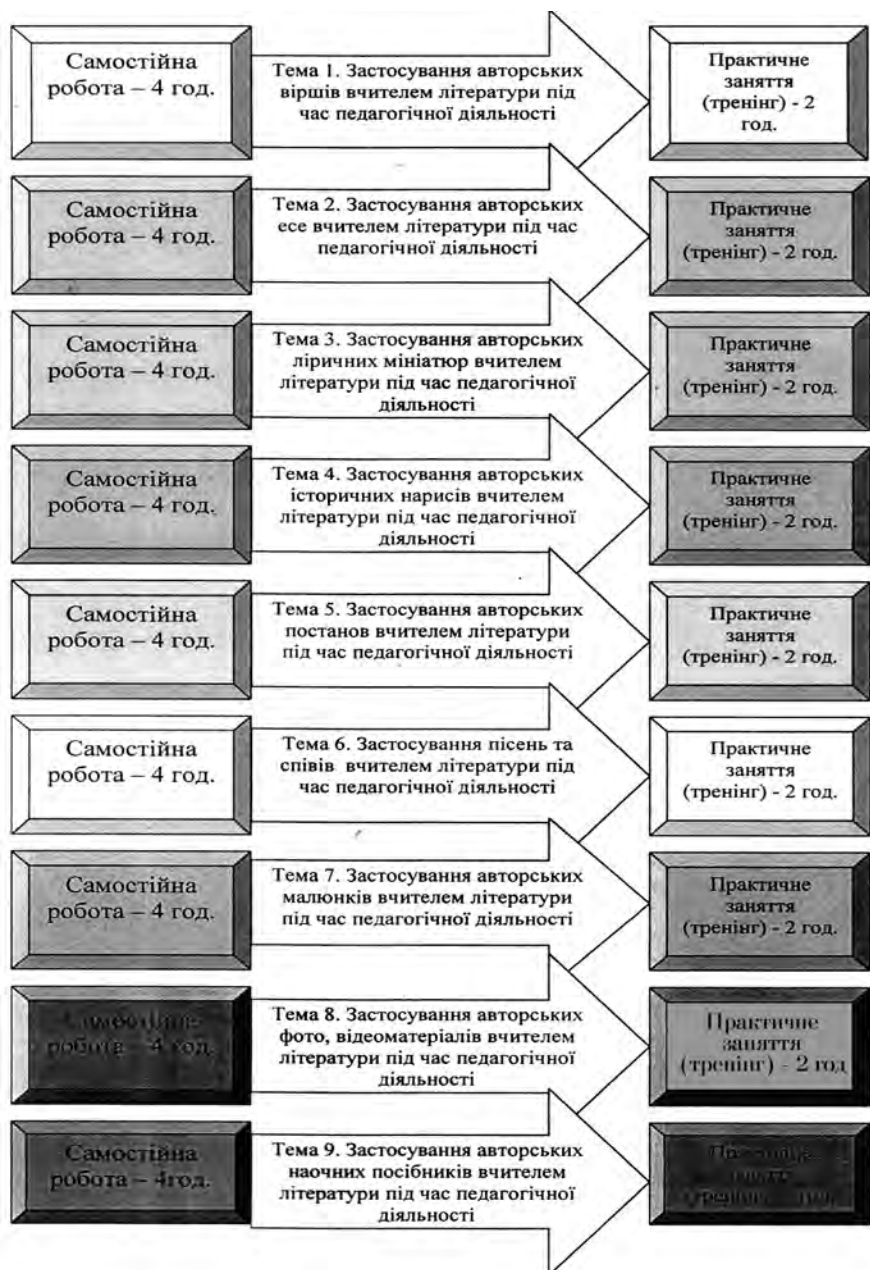 Самостійна
робота – 4 год.
Тема 1. Застосування авторських
віршів вчителем літератури під
час педагогічної діяльності
Практичне
заняття
(тренінг) - 2
год.
Самостійна
робота – 4 год.
Тема 2. Застосування авторських
есе вчителем літератури під час
педагогічної діяльності
Практичне
заняття
(тренінг) - 2 год.
Самостійна
робота – 4 год.
Тема 3. Застосування авторських
ліричних мініатюр вчителем
літератури під час педагогічної
діяльності
Практичне
заняття
(тренінг) - 2 год.
Самостійна
робота – 4 год.
Тема 4. Застосування авторських
історичних нарисів вчителем
літератури під час педагогічної
діяльності
Практичне
заняття
(тренінг) - 2 год.
Самостійна
робота – 4 год.
Тема 5. Застосування авторських
постанов вчителем літератури
під час педагогічної діяльності
Практичне
заняття
(тренінг) - 2 год.
Самостійна
робота – 4 год.
Тема 6. Застосування пісень та
співів вчителем літератури під
час педагогічної діяльності
Практичне
заняття
(тренінг) - 2 год.
Самостійна
робота – 4 год.
Тема 7. Застосування авторських
малюнків вчителем літератури
під час педагогічної діяльності
Практичне
заняття
(тренінг) - 2 год.
Самостійна
робота – 4 год.
Тема 8. Застосування авторських
фото, відеоматеріалів вчителем
літератури під час педагогічної
діяльності
Практичне
заняття
(тренінг) - 2 год
Самостійна
робота – 4год.
Тема 9. Застосування авторських
наочних посібників вчителем
літератури під час педагогічної
діяльності
Практичне
заняття
(тренінг)